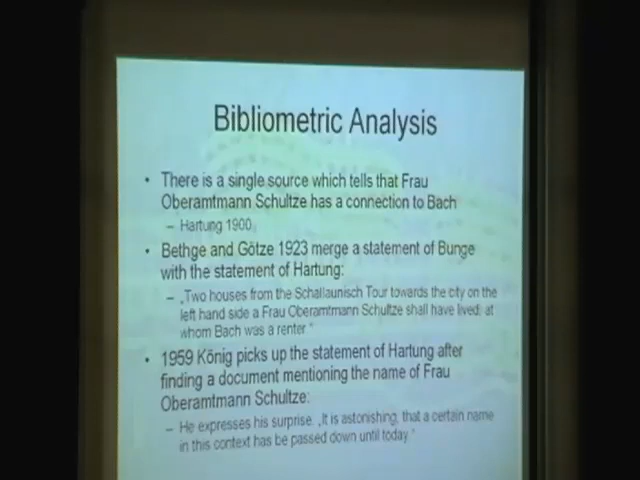 Bibliometric Analysis
• There is a single source which tells that Frau
Oberamtmann Schultze has a connection to Bach
– Hartung 1900
• Bethge and Götze 1923 merge a statement of Bunge
with the statement of Hartung:
– „Two houses from the Schallaunisch Tour towards the city on the
left hand side a Frau Oberamtmann Schultze shall have lived, at
whom Bach was a renter “
• 1959 König picks up the statement of Hartung after
finding a document mentioning the name of Frau
Oberamtmann Schultze:
– He expresses his surprise. „It is astonishing, that a certain name
in this context has be passed down until today “